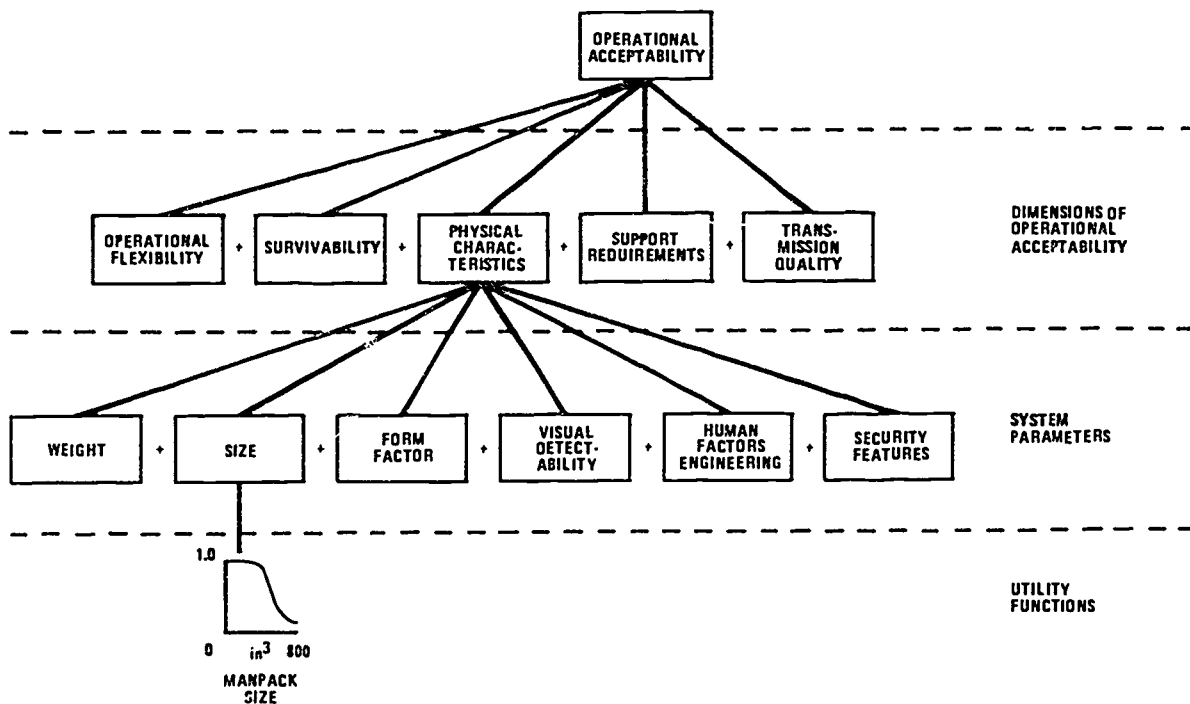 OPERATIONAL
ACCEPTABILITY
OPERATIONAL
FLEXIBILITY
+
SURVIVABILITY
+
PHYSICAL
CHARAC-
TERISTICS
+
SUPPORT
REQUIREMENTS
+
TRANS-
MISSION
QUALITY
DIMENSIONS OF
OPERATIONAL
ACCEPTABILITY
WEIGHT
+
SIZE
+
FORM
FACTOR
+
VISUAL
DETECT-
ABILITY
+
HUMAN
FACTORS
ENGINEERING
+
SECURITY
FEATURES
SYSTEM
PARAMETERS
1.0
0 in³ 800
MANPACK
SIZE
UTILITY
FUNCTIONS